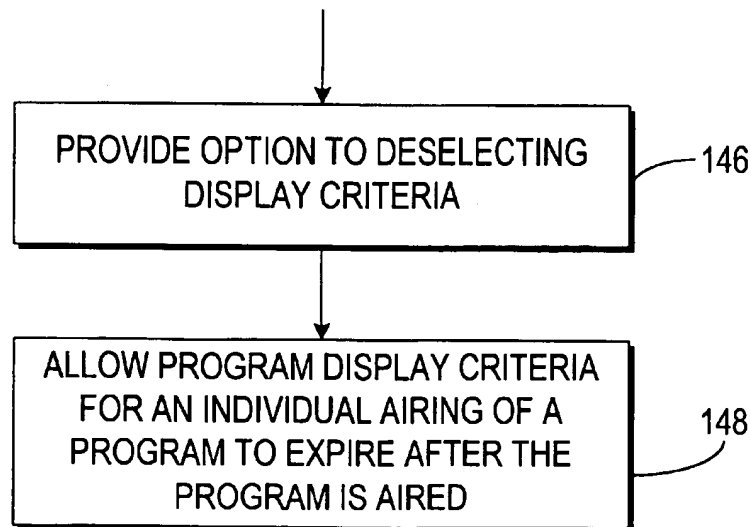 PROVIDE OPTION TO DESELECTING
DISPLAY CRITERIA
146
ALLOW PROGRAM DISPLAY CRITERIA
FOR AN INDIVIDUAL AIRING OF A
PROGRAM TO EXPIRE AFTER THE
PROGRAM IS AIRED
148